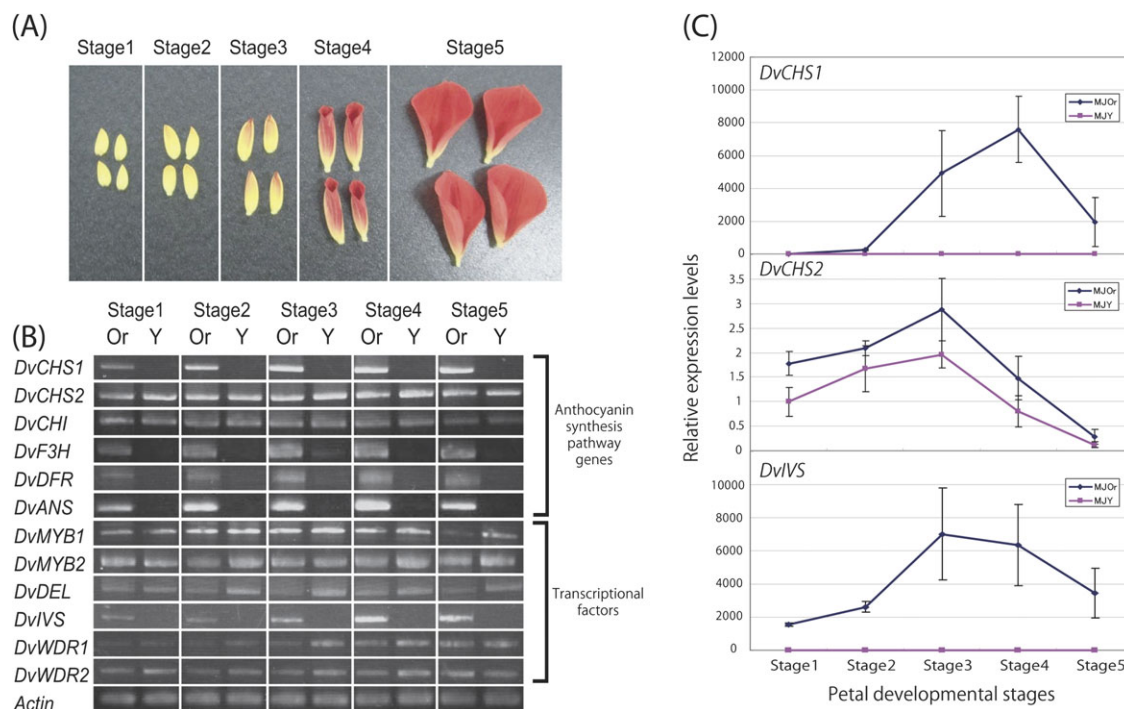 (A)
Stage1 Stage2 Stage3 Stage4 Stage5
(B)
Stage1 Stage2 Stage3 Stage4 Stage5
Or Y Or Y Or Y Or Y Or Y
DvCHS1
DvCHS2
DvCHI
DvF3H
DvDFR
DvANS
DvMYB1
DvMYB2
DvDEL
DvIVS
DvWDR1
DvWDR2
Actin
Anthocyanin
synthesis
pathway
genes
Transcriptional
factors
(C)
Relative expression levels
DvCHS1
MJOr
MJY
12000
10000
8000
6000
4000
2000
0
DvCHS2
MJOr
MJY
3.5
3
2.5
2
1.5
1
0.5
0
DvIVS
MJOr
MJY
10000
8000
6000
4000
2000
0
Stage1 Stage2 Stage3 Stage4 Stage5
Petal developmental stages